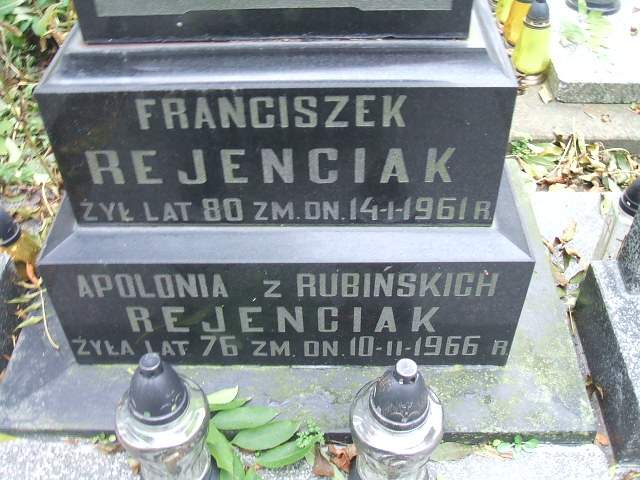 FRANCISZEK
REJENCIAK
ŻYŁ LAT 80 ZM. DN. 14-I-1961 R
APOLONIA Z RUBIŃSKICH
REJENCIAK
ŻYŁA LAT 76 ZM. DN. 10-II-1966 R